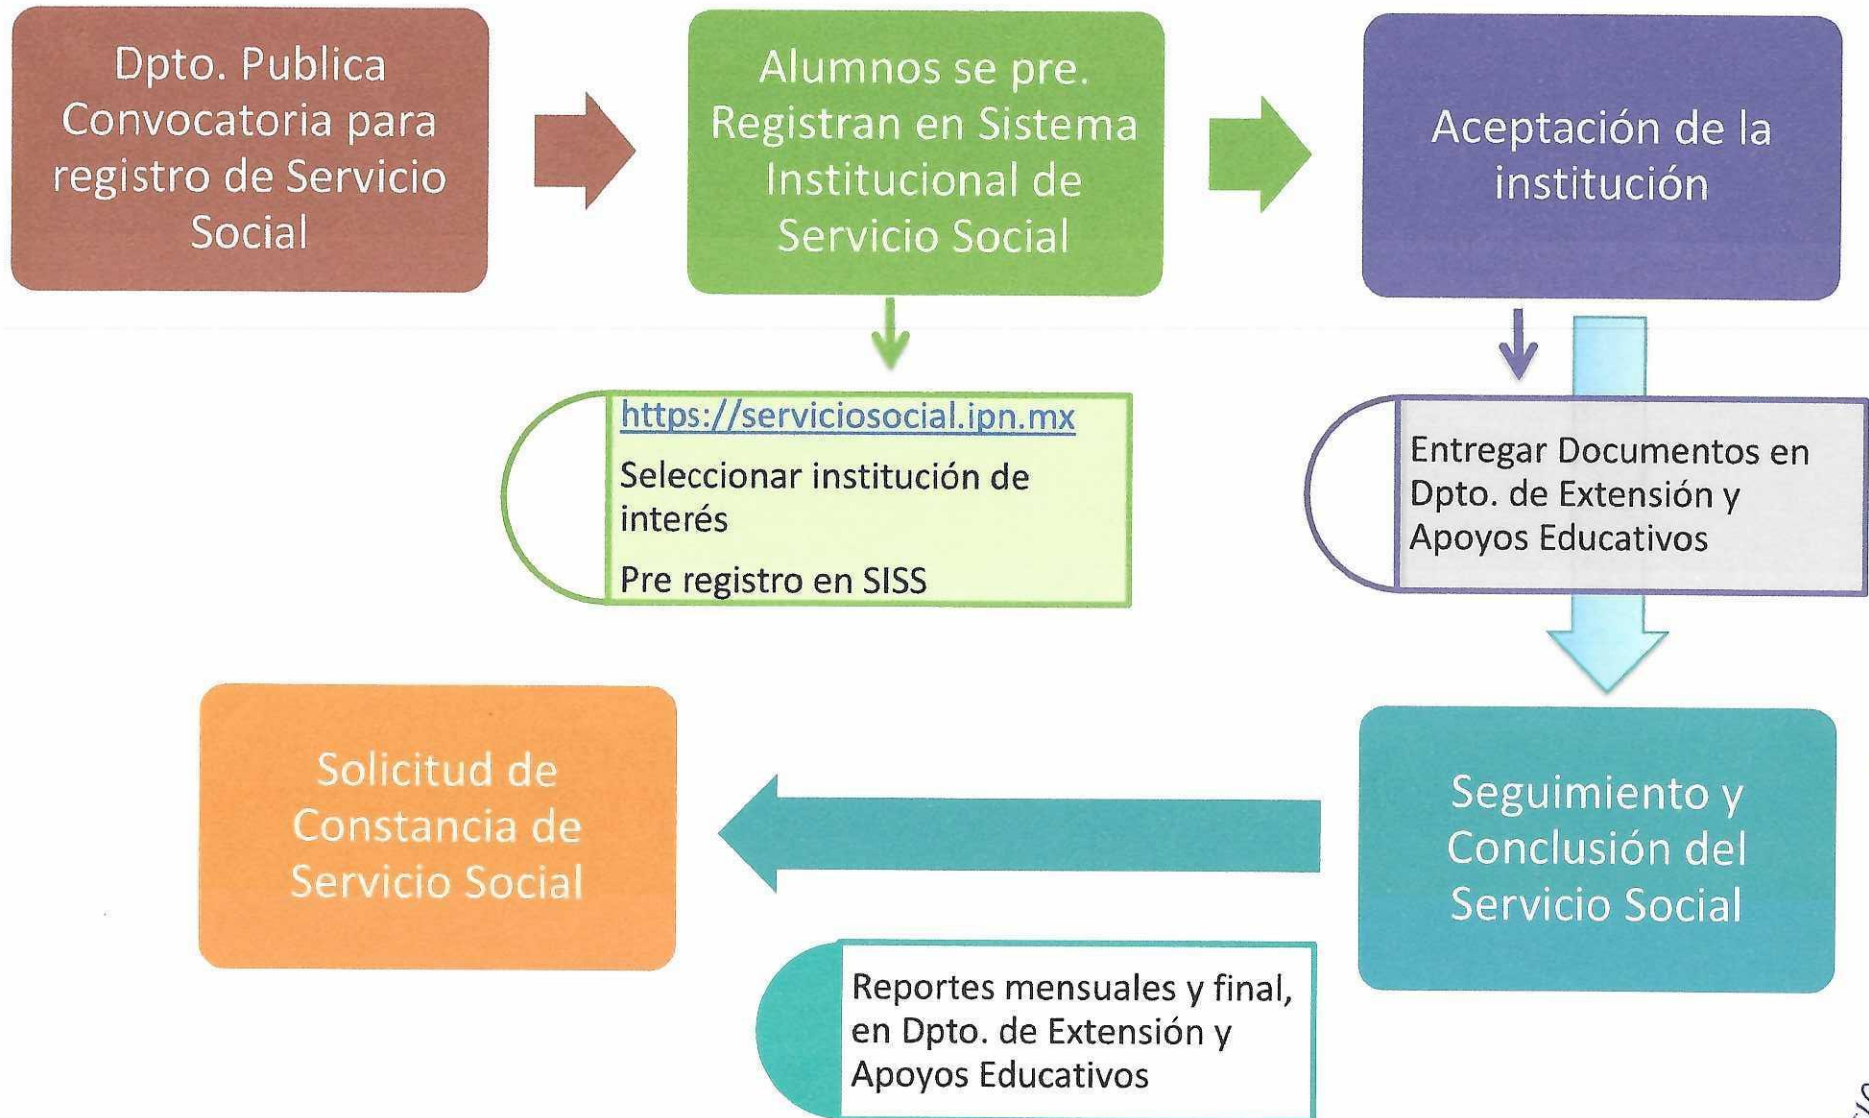 Dpto. Publica
Convocatoria para
registro de Servicio
Social
Alumnos se pre.
Registran en Sistema
Institucional de
Servicio Social
Aceptación de la
institución
https://serviciosocial.ipn.mx
Seleccionar institución de
interés
Pre registro en SISS
Entregar Documentos en
Dpto. de Extensión y
Apoyos Educativos
Seguimiento y
Conclusión del
Servicio Social
Solicitud de
Constancia de
Servicio Social
Reportes mensuales y final,
en Dpto. de Extensión y
Apoyos Educativos